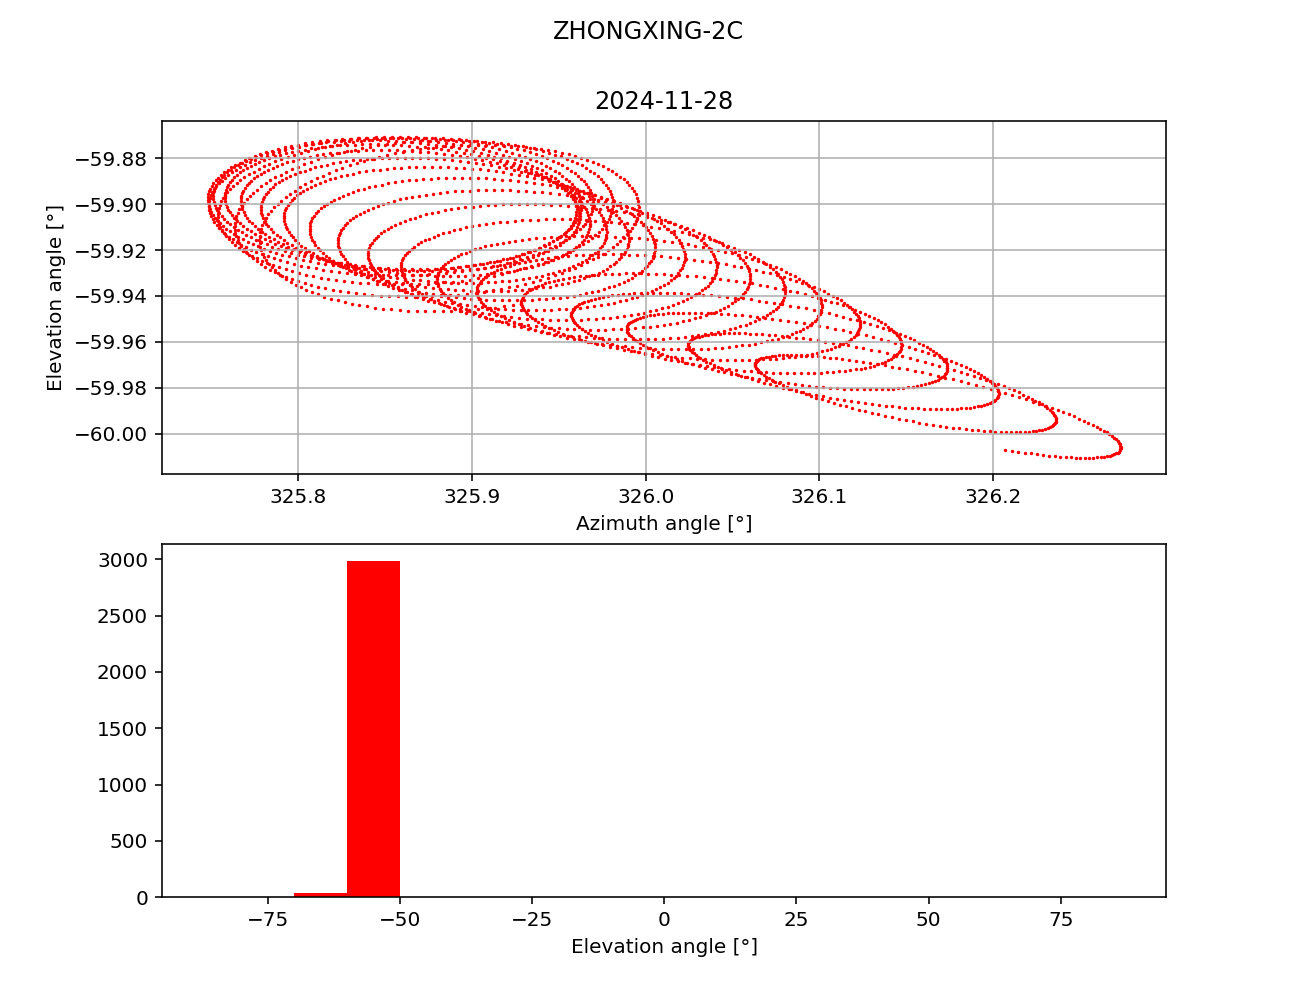 ZHONGXING-2C
2024-11-28
Elevation angle [°]
−59.88
−59.90
−59.92
−59.94
−59.96
−59.98
−60.00
325.8 325.9 326.0 326.1 326.2
Azimuth angle [°]
3000
2500
2000
1500
1000
500
0
−75 −50 −25 0 25 50 75
Elevation angle [°]